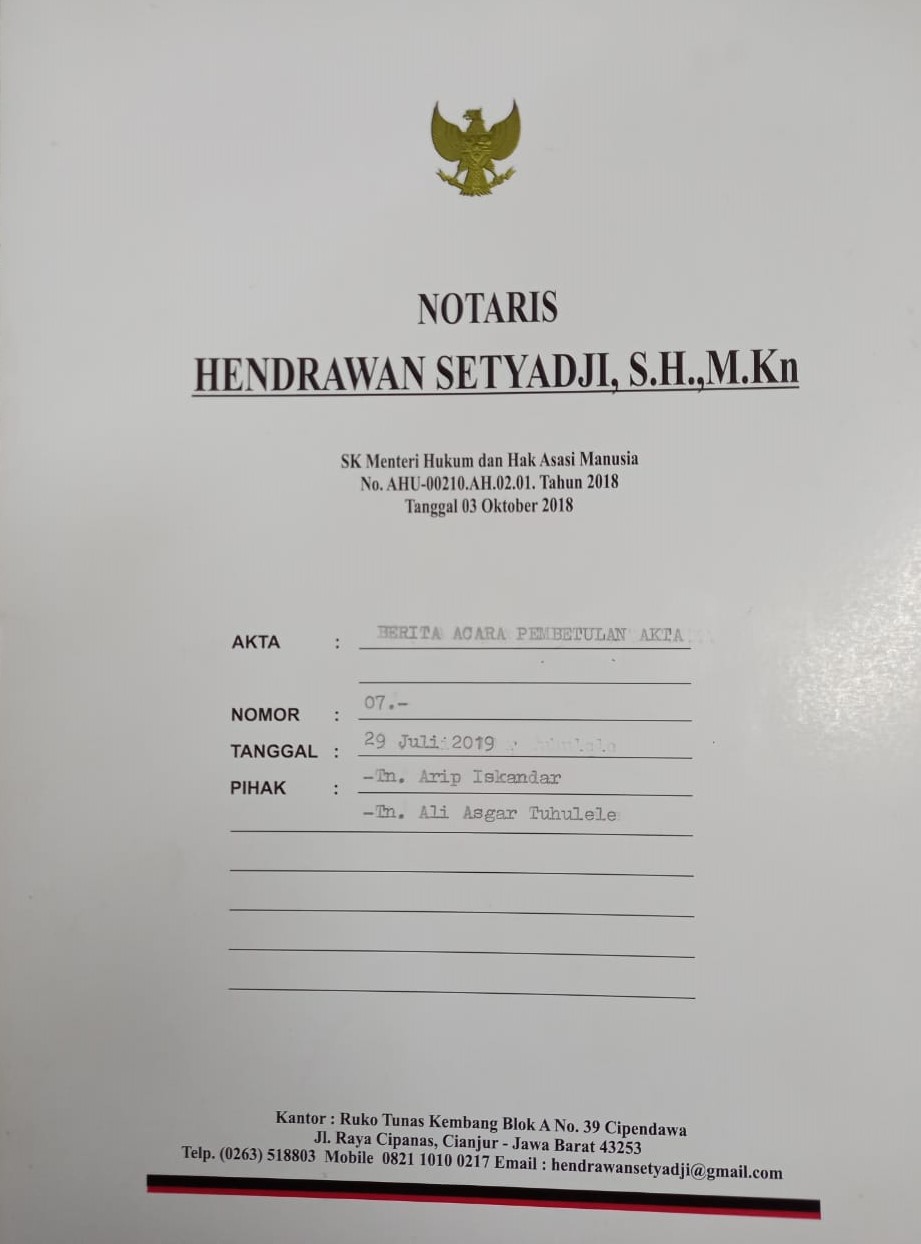 NOTARIS
HENDRAWAN SETYADJI, S.H.,M.Kn
SK Menteri Hukum dan Hak Asasi Manusia
No. AHU-00210.AH.02.01. Tahun 2018
Tanggal 03 Oktober 2018
AKTA : BERITA ACARA PEMBETULAN AKTA
NOMOR : 07.-
TANGGAL : 29 Juli 2019
PIHAK : -Tn. Arip Iskandar
-Tn. Ali Asgar Tuhulele
Kantor : Ruko Tunas Kembang Blok A No. 39 Cipendawa
Jl. Raya Cipanas, Cianjur - Jawa Barat 43253
Telp. (0263) 518803 Mobile 0821 1010 0217 Email : hendrawansetyadji@gmail.com